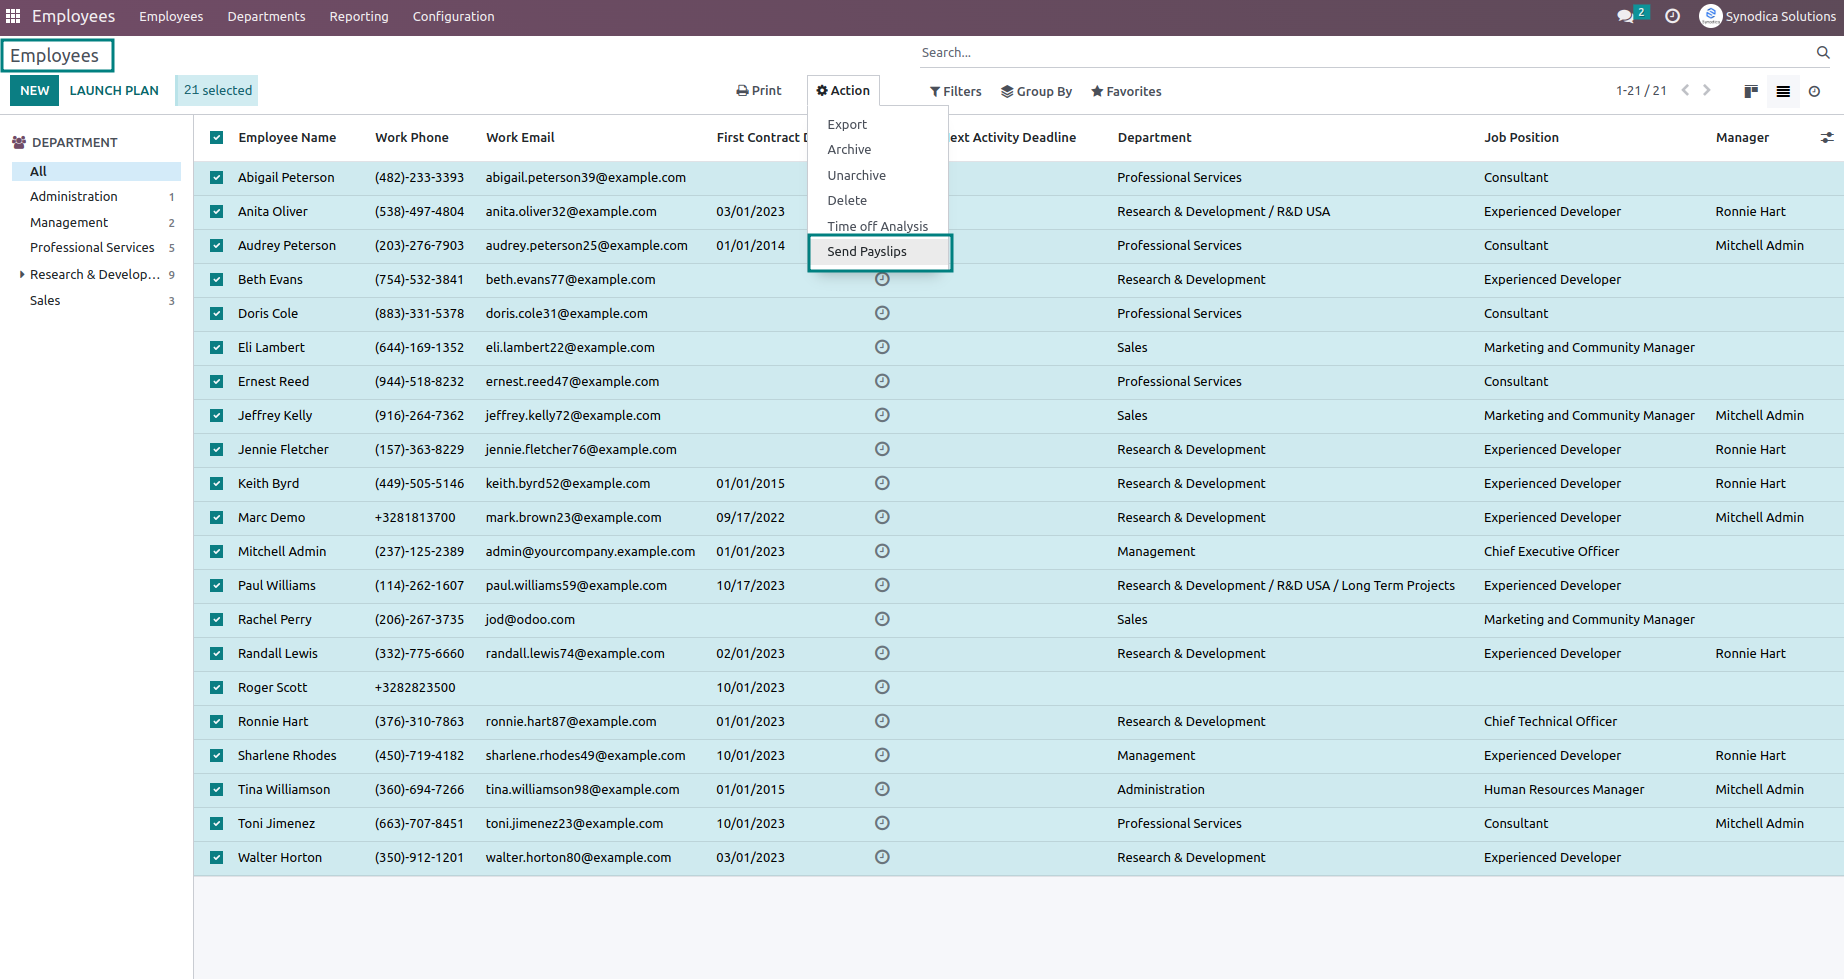 Employees Employees Departments Reporting Configuration 2 Synodica Solutions
Employees Search...
NEW LAUNCH PLAN 21 selected Print Action Filters Group By Favorites 1-21 / 21
Export
Archive
Unarchive
Delete
Time off Analysis
Send Payslips
DEPARTMENT
All
Administration 1
Management 2
Professional Services 5
Research & Develop... 9
Sales 3
Employee Name Work Phone Work Email First Contract D ext Activity Deadline Department Job Position Manager
Abigail Peterson (482)-233-3393 abigail.peterson39@example.com Professional Services Consultant
Anita Oliver (538)-497-4804 anita.oliver32@example.com 03/01/2023 Research & Development / R&D USA Experienced Developer Ronnie Hart
Audrey Peterson (203)-276-7903 audrey.peterson25@example.com 01/01/2014 Professional Services Consultant Mitchell Admin
Beth Evans (754)-532-3841 beth.evans77@example.com Research & Development Experienced Developer
Doris Cole (883)-331-5378 doris.cole31@example.com Professional Services Consultant
Eli Lambert (644)-169-1352 eli.lambert22@example.com Sales Marketing and Community Manager
Ernest Reed (944)-518-8232 ernest.reed47@example.com Professional Services Consultant
Jeffrey Kelly (916)-264-7362 jeffrey.kelly72@example.com Sales Marketing and Community Manager Mitchell Admin
Jennie Fletcher (157)-363-8229 jennie.fletcher76@example.com Research & Development Experienced Developer Ronnie Hart
Keith Byrd (449)-505-5146 keith.byrd52@example.com 01/01/2015 Research & Development Experienced Developer Ronnie Hart
Marc Demo +3281813700 mark.brown23@example.com 09/17/2022 Research & Development Experienced Developer Mitchell Admin
Mitchell Admin (237)-125-2389 admin@yourcompany.example.com 01/01/2023 Management Chief Executive Officer
Paul Williams (114)-262-1607 paul.williams59@example.com 10/17/2023 Research & Development / R&D USA / Long Term Projects Experienced Developer
Rachel Perry (206)-267-3735 jod@odoo.com Sales Marketing and Community Manager
Randall Lewis (332)-775-6660 randall.lewis74@example.com 02/01/2023 Research & Development Experienced Developer Ronnie Hart
Roger Scott +3282823500 10/01/2023
Ronnie Hart (376)-310-7863 ronnie.hart87@example.com 01/01/2023 Research & Development Chief Technical Officer
Sharlene Rhodes (450)-719-4182 sharlene.rhodes49@example.com 10/01/2023 Management Experienced Developer Ronnie Hart
Tina Williamson (360)-694-7266 tina.williamson98@example.com 01/01/2015 Administration Human Resources Manager Mitchell Admin
Toni Jimenez (663)-707-8451 toni.jimenez23@example.com 10/01/2023 Professional Services Consultant Mitchell Admin
Walter Horton (350)-912-1201 walter.horton80@example.com 03/01/2023 Research & Development Experienced Developer